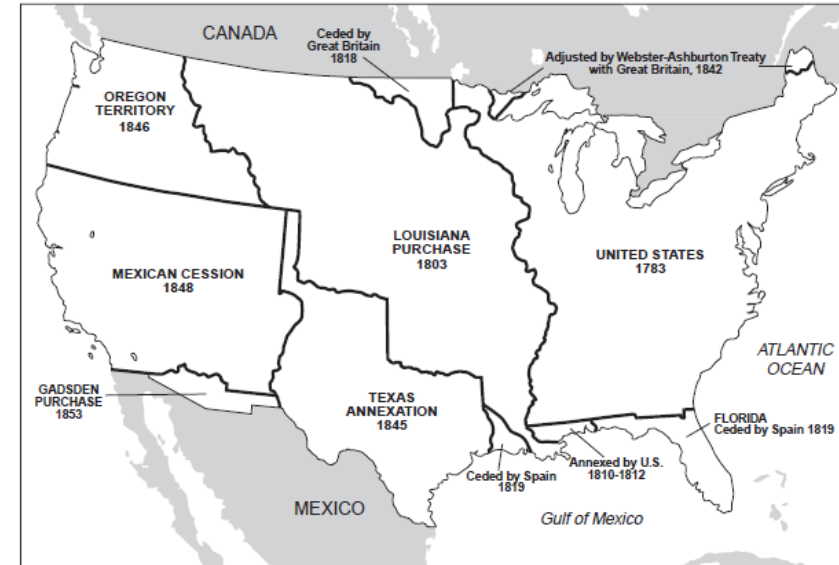 CANADA
Ceded by
Great Britain
1818
Adjusted by Webster-Ashburton Treaty
with Great Britain, 1842
OREGON
TERRITORY
1846
LOUISIANA
PURCHASE
1803
UNITED STATES
1783
MEXICAN CESSION
1848
ATLANTIC
OCEAN
GADSDEN
PURCHASE
1853
TEXAS
ANNEXATION
1845
FLORIDA
Ceded by Spain 1819
Ceded by Spain
1819
Annexed by U.S.
1810-1812
MEXICO
Gulf of Mexico